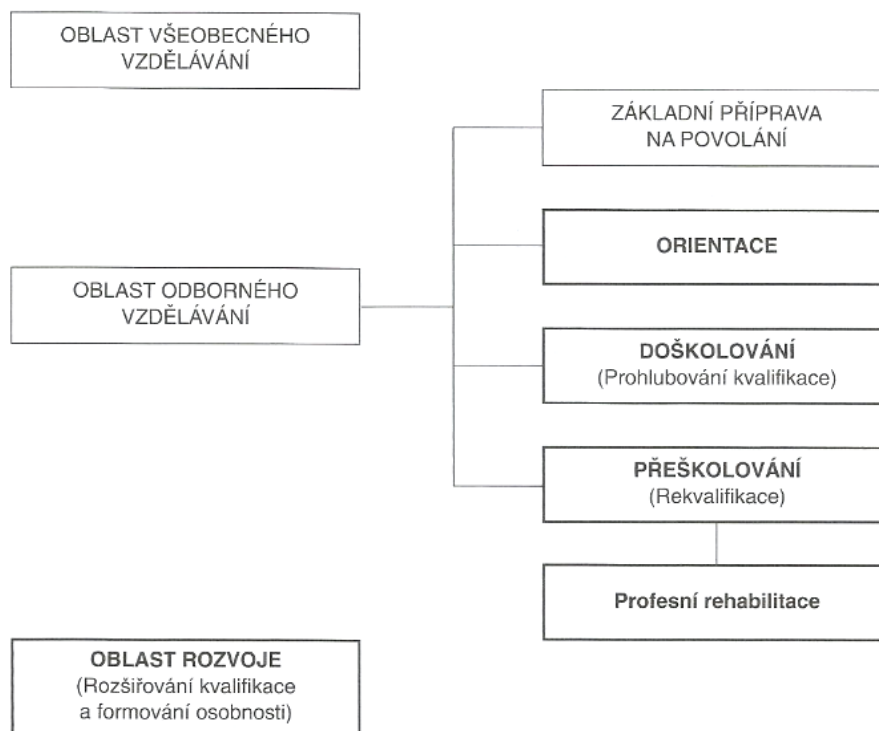 OBLAST VŠEOBECNÉHO
VZDĚLÁVÁNÍ
ZÁKLADNÍ PŘÍPRAVA
NA POVOLÁNÍ
ORIENTACE
OBLAST ODBORNÉHO
VZDĚLÁVÁNÍ
DOŠKOLOVÁNÍ
(Prohlubování kvalifikace)
PŘEŠKOLOVÁNÍ
(Rekvalifikace)
Profesní rehabilitace
OBLAST ROZVOJE
(Rozšiřování kvalifikace
a formování osobnosti)